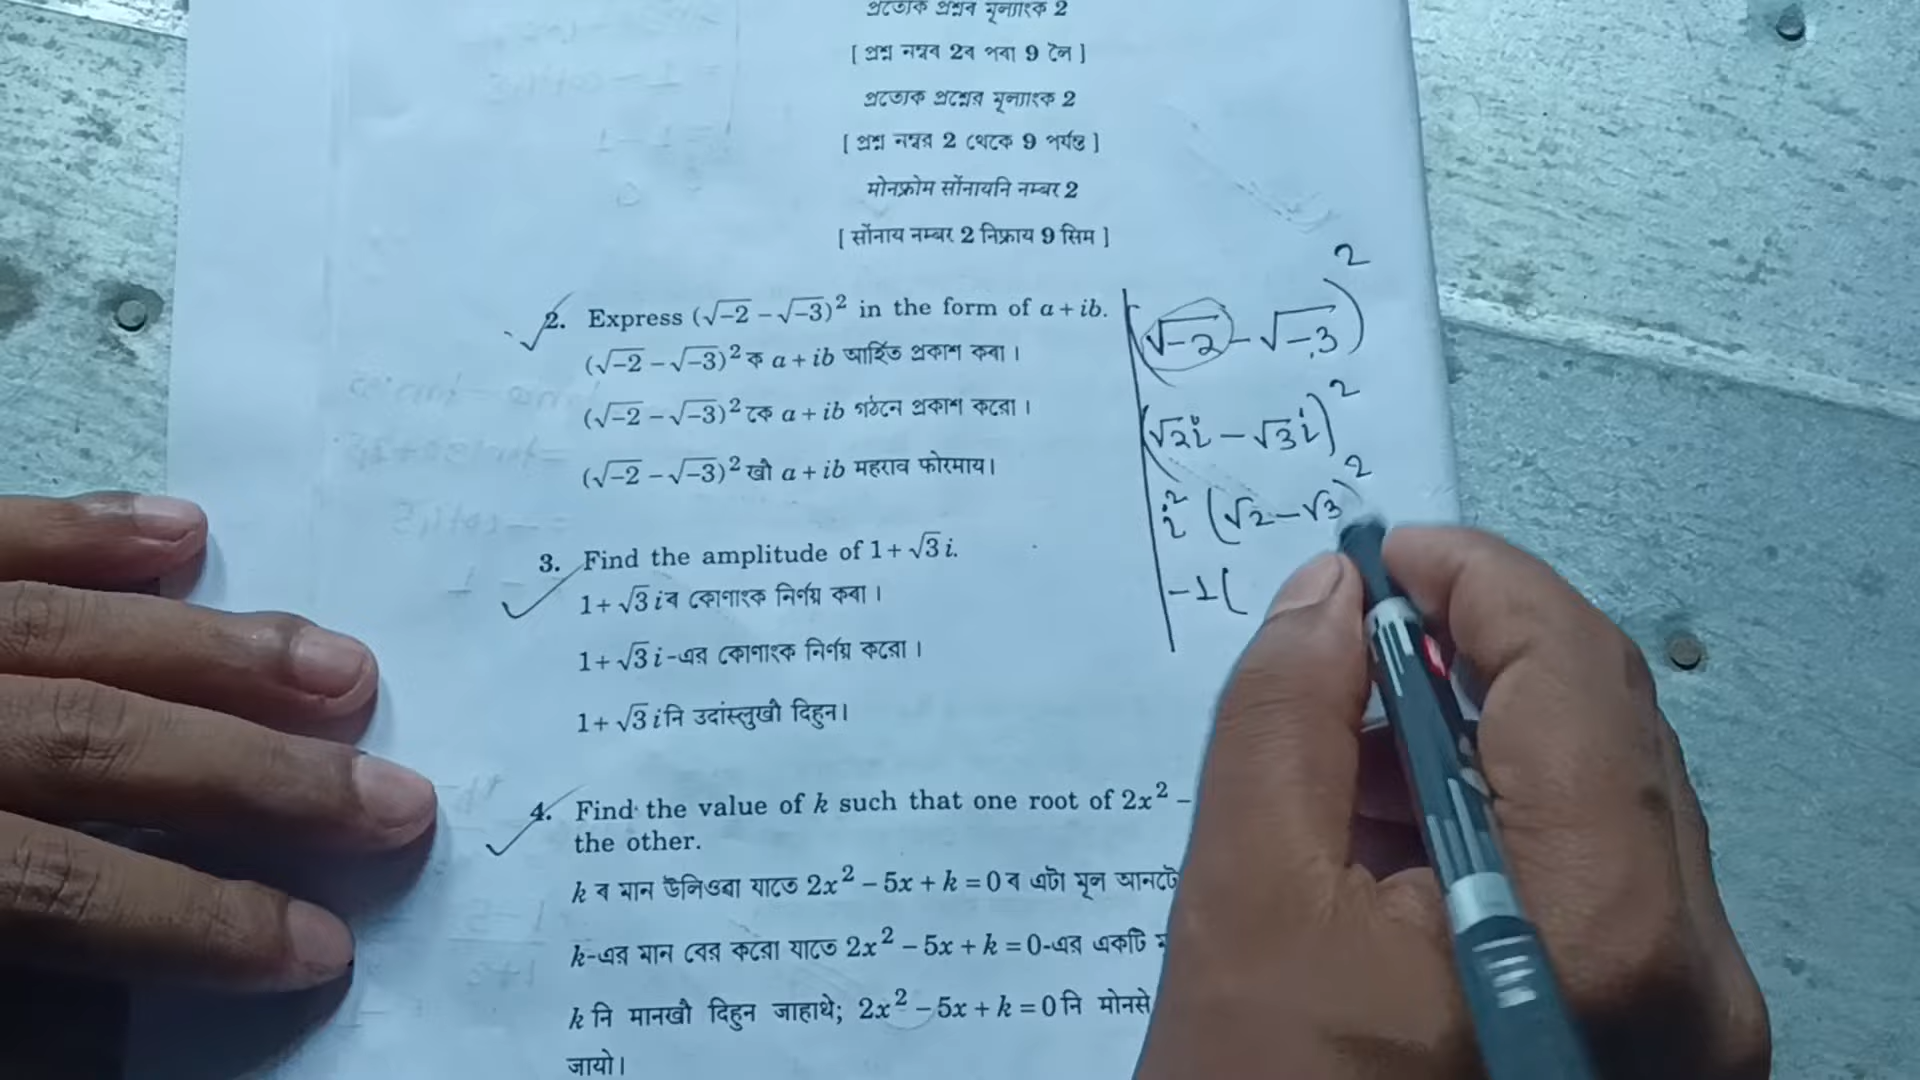 প্ৰত্যেক প্ৰশ্নৰ মূল্যাংক 2
[ প্ৰশ্ন নম্বৰ 2ৰ পৰা 9 লৈ ]
প্রত্যেক প্রশ্নের মূল্যাংক 2
[ প্রশ্ন নম্বর 2 থেকে 9 পর্যন্ত ]
मोनफ्रोम सोंनायनि नम्बर 2
[ सोंनाय नम्बर 2 निफ्राय 9 सिम ]
2. Express (√−2 − √−3)² in the form of a + ib.
(√−2 − √−3)² ক a + ib আৰ্হিত প্ৰকাশ কৰা ।
(√−2 − √−3)² কে a + ib গঠনে প্রকাশ করো ।
(√−2 − √−3)² खौ a + ib महराव फोरमाय।
3. Find the amplitude of 1 + √3 i.
1 + √3 i ৰ কোণাংক নিৰ্ণয় কৰা ।
1 + √3 i -এর কোণাংক নির্ণয় করো ।
1 + √3 i नि उदांस्लुखौ दिहुन।
4. Find the value of k such that one root of 2x² −
the other.
k ৰ মান উলিওৱা যাতে 2x² − 5x + k = 0 ৰ এটা মূল আনটো
k-এর মান বের করো যাতে 2x² − 5x + k = 0-এর একটি
k नि मानखौ दिहुन जाहाथे; 2x² − 5x + k = 0 नि मोनसे
जायो।
(√−2 − √−3)²
(√2i − √3i)²
i² (√2 − √3)²
−1(